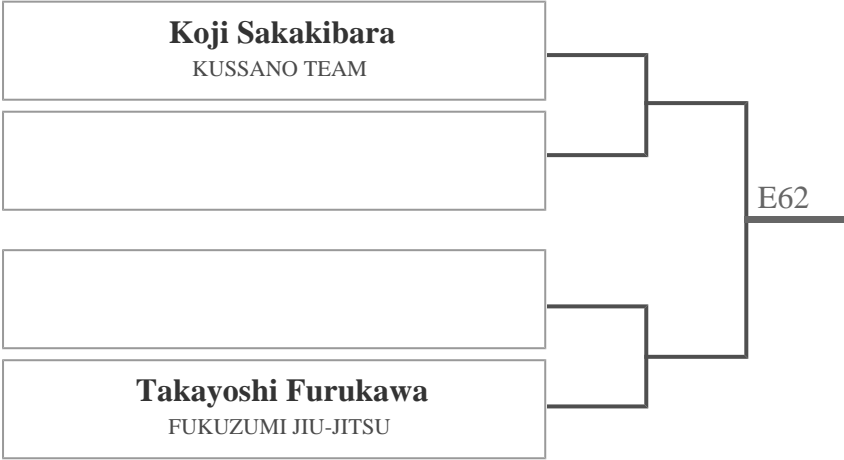 Koji Sakakibara
KUSSANO TEAM
E62
Takayoshi Furukawa
FUKUZUMI JIU-JITSU